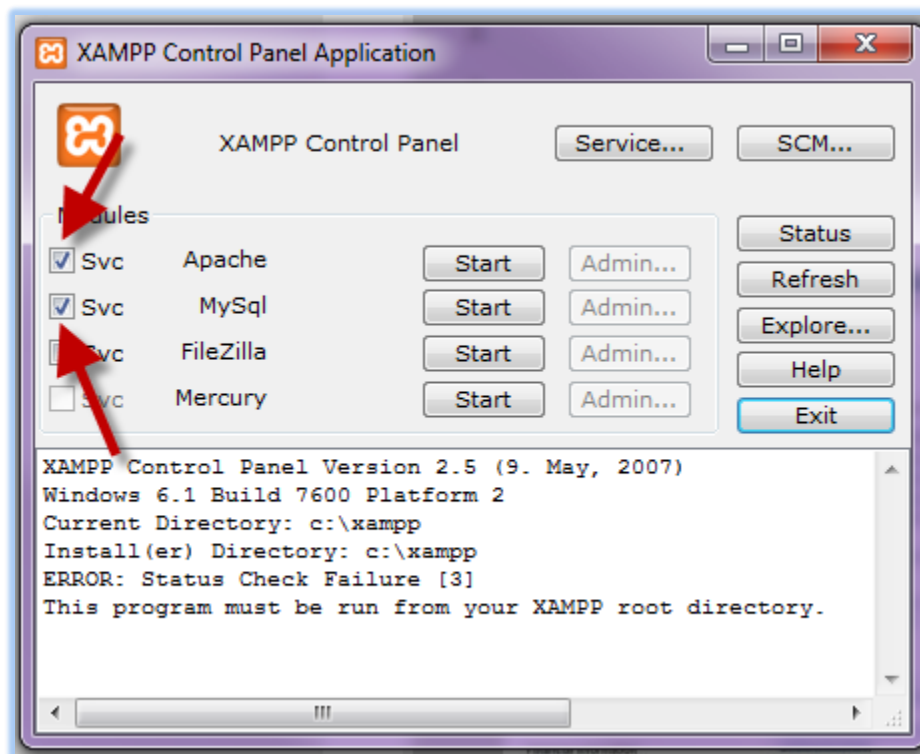 XAMPP Control Panel Application
XAMPP Control Panel
Service...
SCM...
Modules
Svc Apache Start Admin...
Svc MySql Start Admin...
Svc FileZilla Start Admin...
Svc Mercury Start Admin...
Status
Refresh
Explore...
Help
Exit
XAMPP Control Panel Version 2.5 (9. May, 2007)
Windows 6.1 Build 7600 Platform 2
Current Directory: c:\xampp
Install(er) Directory: c:\xampp
ERROR: Status Check Failure [3]
This program must be run from your XAMPP root directory.